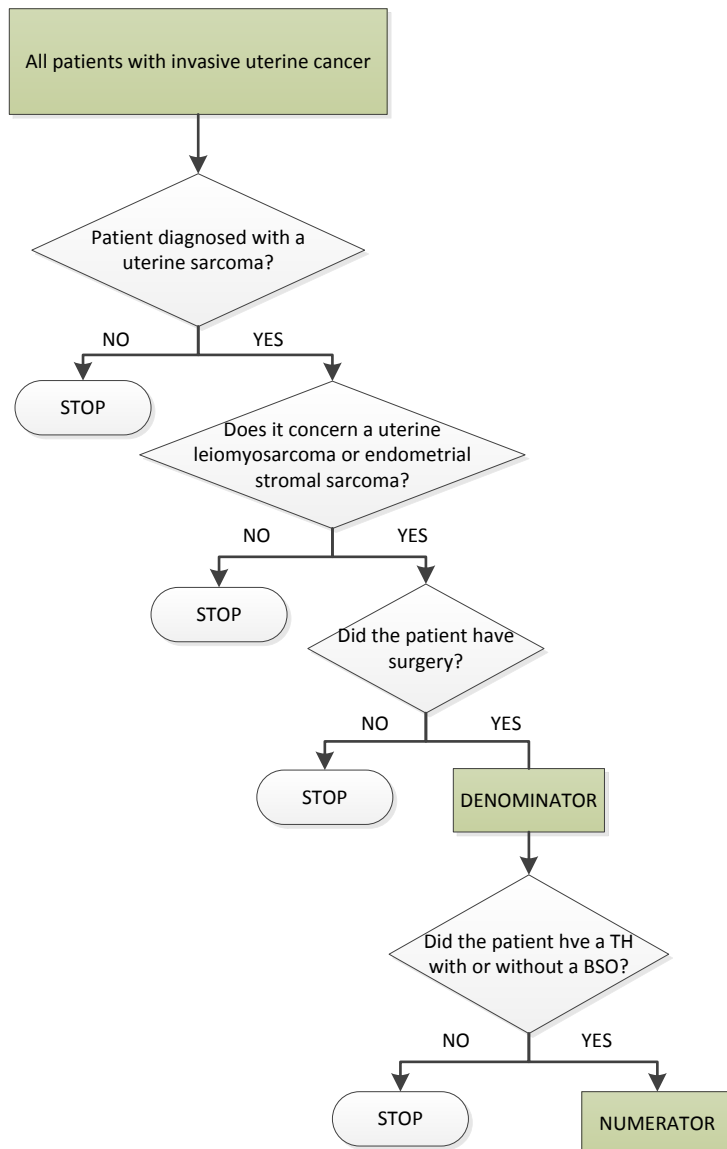 All patients with invasive uterine cancer
Patient diagnosed with a
uterine sarcoma?
NO
YES
STOP
Does it concern a uterine
leiomyosarcoma or endometrial
stromal sarcoma?
NO
YES
STOP
Did the patient have
surgery?
NO
YES
STOP
DENOMINATOR
Did the patient hve a TH
with or without a BSO?
NO
YES
STOP
NUMERATOR